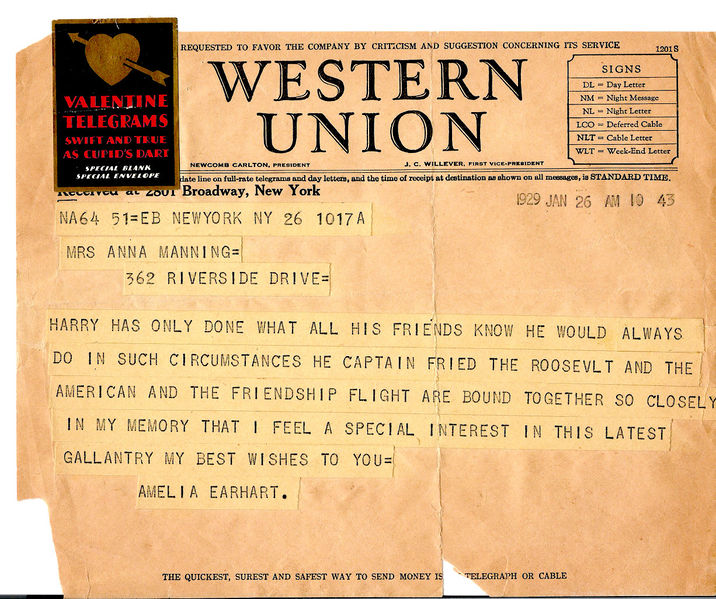 VALENTINE
TELEGRAMS
SWIFT AND TRUE
AS CUPID'S DART
SPECIAL BLANK
SPECIAL ENVELOPE
REQUESTED TO FAVOR THE COMPANY BY CRITICISM AND SUGGESTION CONCERNING ITS SERVICE
1201S
WESTERN
UNION
NEWCOMB CARLTON, PRESIDENT
J. C. WILLEVER, FIRST VICE-PRESIDENT
SIGNS
DL = Day Letter
NM = Night Message
NL = Night Letter
LCO = Deferred Cable
NLT = Cable Letter
WLT = Week-End Letter
date line on full-rate telegrams and day letters, and the time of receipt at destination as shown on all messages, is STANDARD TIME.
Received at 2801 Broadway, New York
1929 JAN 26 AM 10 43
NA64 51=EB NEWYORK NY 26 1017A
MRS ANNA MANNING=
362 RIVERSIDE DRIVE=
HARRY HAS ONLY DONE WHAT ALL HIS FRIENDS KNOW HE WOULD ALWAYS
DO IN SUCH CIRCUMSTANCES HE CAPTAIN FRIED THE ROOSEVLT AND THE
AMERICAN AND THE FRIENDSHIP FLIGHT ARE BOUND TOGETHER SO CLOSELY
IN MY MEMORY THAT I FEEL A SPECIAL INTEREST IN THIS LATEST
GALLANTRY MY BEST WISHES TO YOU=
AMELIA EARHART.
THE QUICKEST, SUREST AND SAFEST WAY TO SEND MONEY IS TELEGRAPH OR CABLE